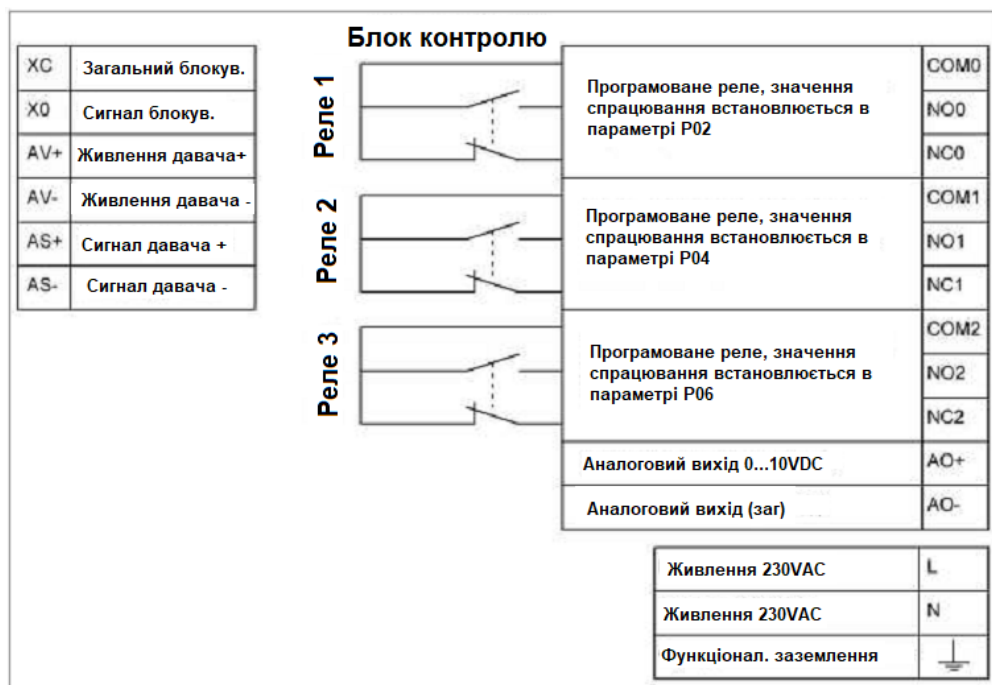 Блок контролю
XC Загальний блокув.
X0 Сигнал блокув.
AV+ Живлення давача+
AV- Живлення давача -
AS+ Сигнал давача +
AS- Сигнал давача -
Реле 1
Програмоване реле, значення
спрацювання встановлюється в
параметрі P02
COM0
NO0
NC0
Реле 2
Програмоване реле, значення
спрацювання встановлюється в
параметрі P04
COM1
NO1
NC1
Реле 3
Програмоване реле, значення
спрацювання встановлюється в
параметрі P06
COM2
NO2
NC2
Аналоговий вихід 0...10VDC AO+
Аналоговий вихід (заг) AO-
Живлення 230VAC L
Живлення 230VAC N
Функціонал. заземлення